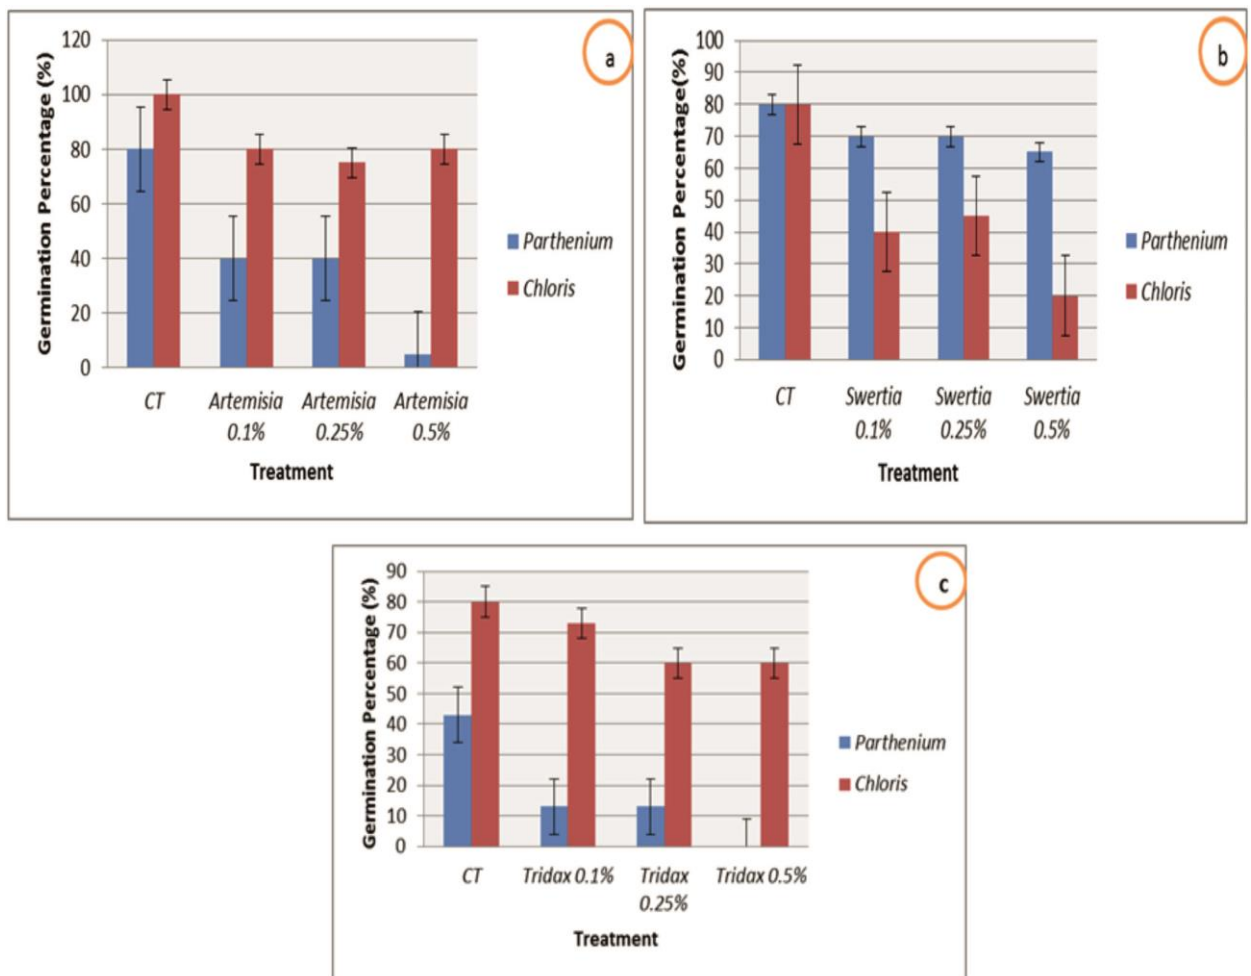 a
Germination Percentage (%)
120
100
80
60
40
20
0
CT
Artemisia
0.1%
Artemisia
0.25%
Artemisia
0.5%
Treatment
Parthenium
Chloris
b
Germination Percentage(%)
100
90
80
70
60
50
40
30
20
10
0
CT
Swertia
0.1%
Swertia
0.25%
Swertia
0.5%
Treatment
Parthenium
Chloris
c
Germination Percentage (%)
90
80
70
60
50
40
30
20
10
0
CT
Tridax 0.1%
Tridax
0.25%
Tridax 0.5%
Treatment
Parthenium
Chloris